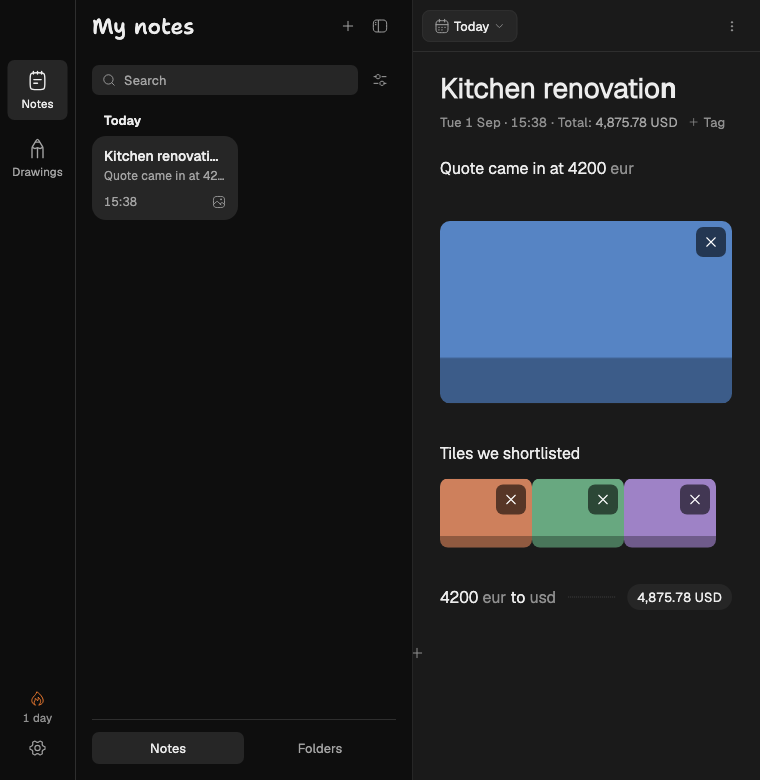 My notes
Notes
Drawings
Search
Today
Kitchen renovati...
Quote came in at 42...
15:38
1 day
Notes
Folders
Today
Kitchen renovation
Tue 1 Sep · 15:38 · Total: 4,875.78 USD + Tag
Quote came in at 4200 eur
Tiles we shortlisted
4200 eur to usd 4,875.78 USD